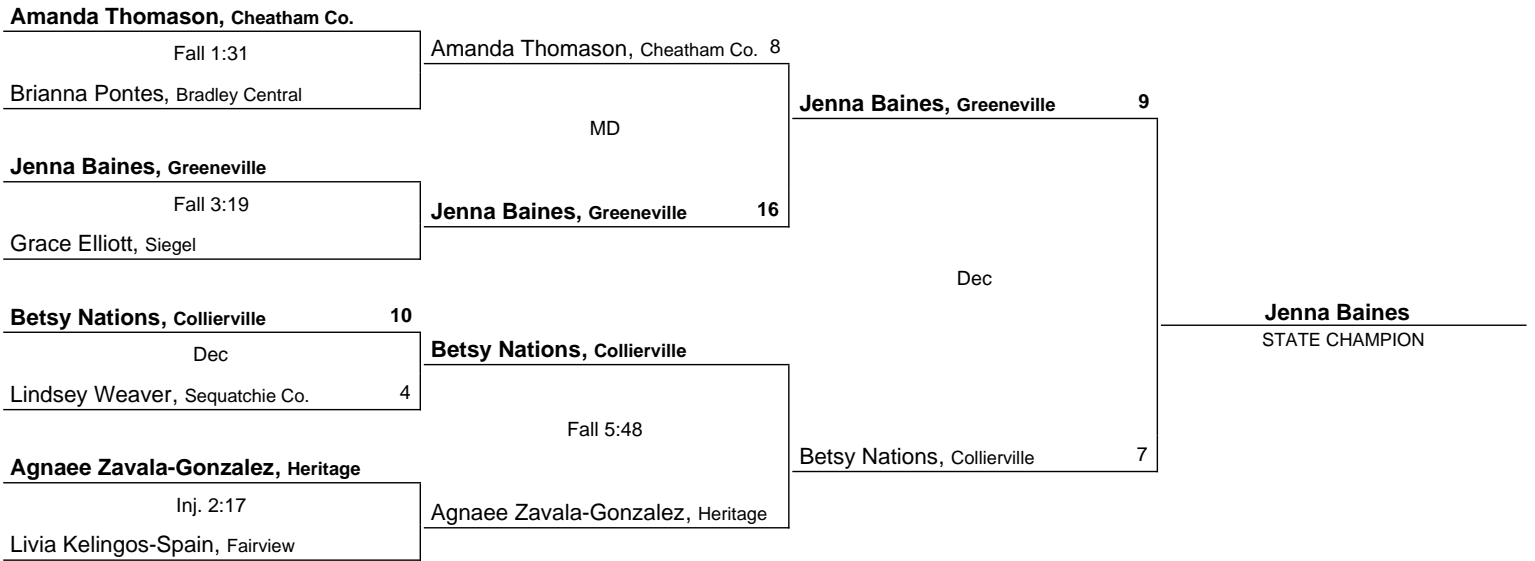 Amanda Thomason, Cheatham Co.
Fall 1:31
Brianna Pontes, Bradley Central
Jenna Baines, Greeneville
Fall 3:19
Grace Elliott, Siegel
Betsy Nations, Collierville 10
Dec
Lindsey Weaver, Sequatchie Co. 4
Agnaee Zavala-Gonzalez, Heritage
Inj. 2:17
Livia Kelingos-Spain, Fairview
Amanda Thomason, Cheatham Co. 8
MD
Jenna Baines, Greeneville 16
Betsy Nations, Collierville
Fall 5:48
Agnaee Zavala-Gonzalez, Heritage
Jenna Baines, Greeneville 9
Dec
Betsy Nations, Collierville 7
Jenna Baines
STATE CHAMPION